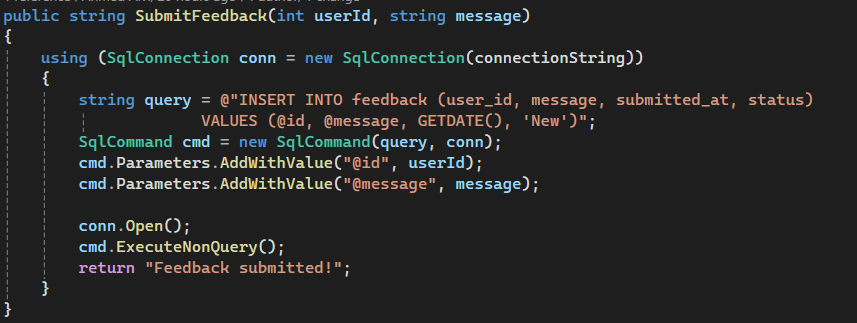 public string SubmitFeedback(int userId, string message)
{
using (SqlConnection conn = new SqlConnection(connectionString))
{
string query = @"INSERT INTO feedback (user_id, message, submitted_at, status)
VALUES (@id, @message, GETDATE(), 'New')";
SqlCommand cmd = new SqlCommand(query, conn);
cmd.Parameters.AddWithValue("@id", userId);
cmd.Parameters.AddWithValue("@message", message);
conn.Open();
cmd.ExecuteNonQuery();
return "Feedback submitted!";
}
}